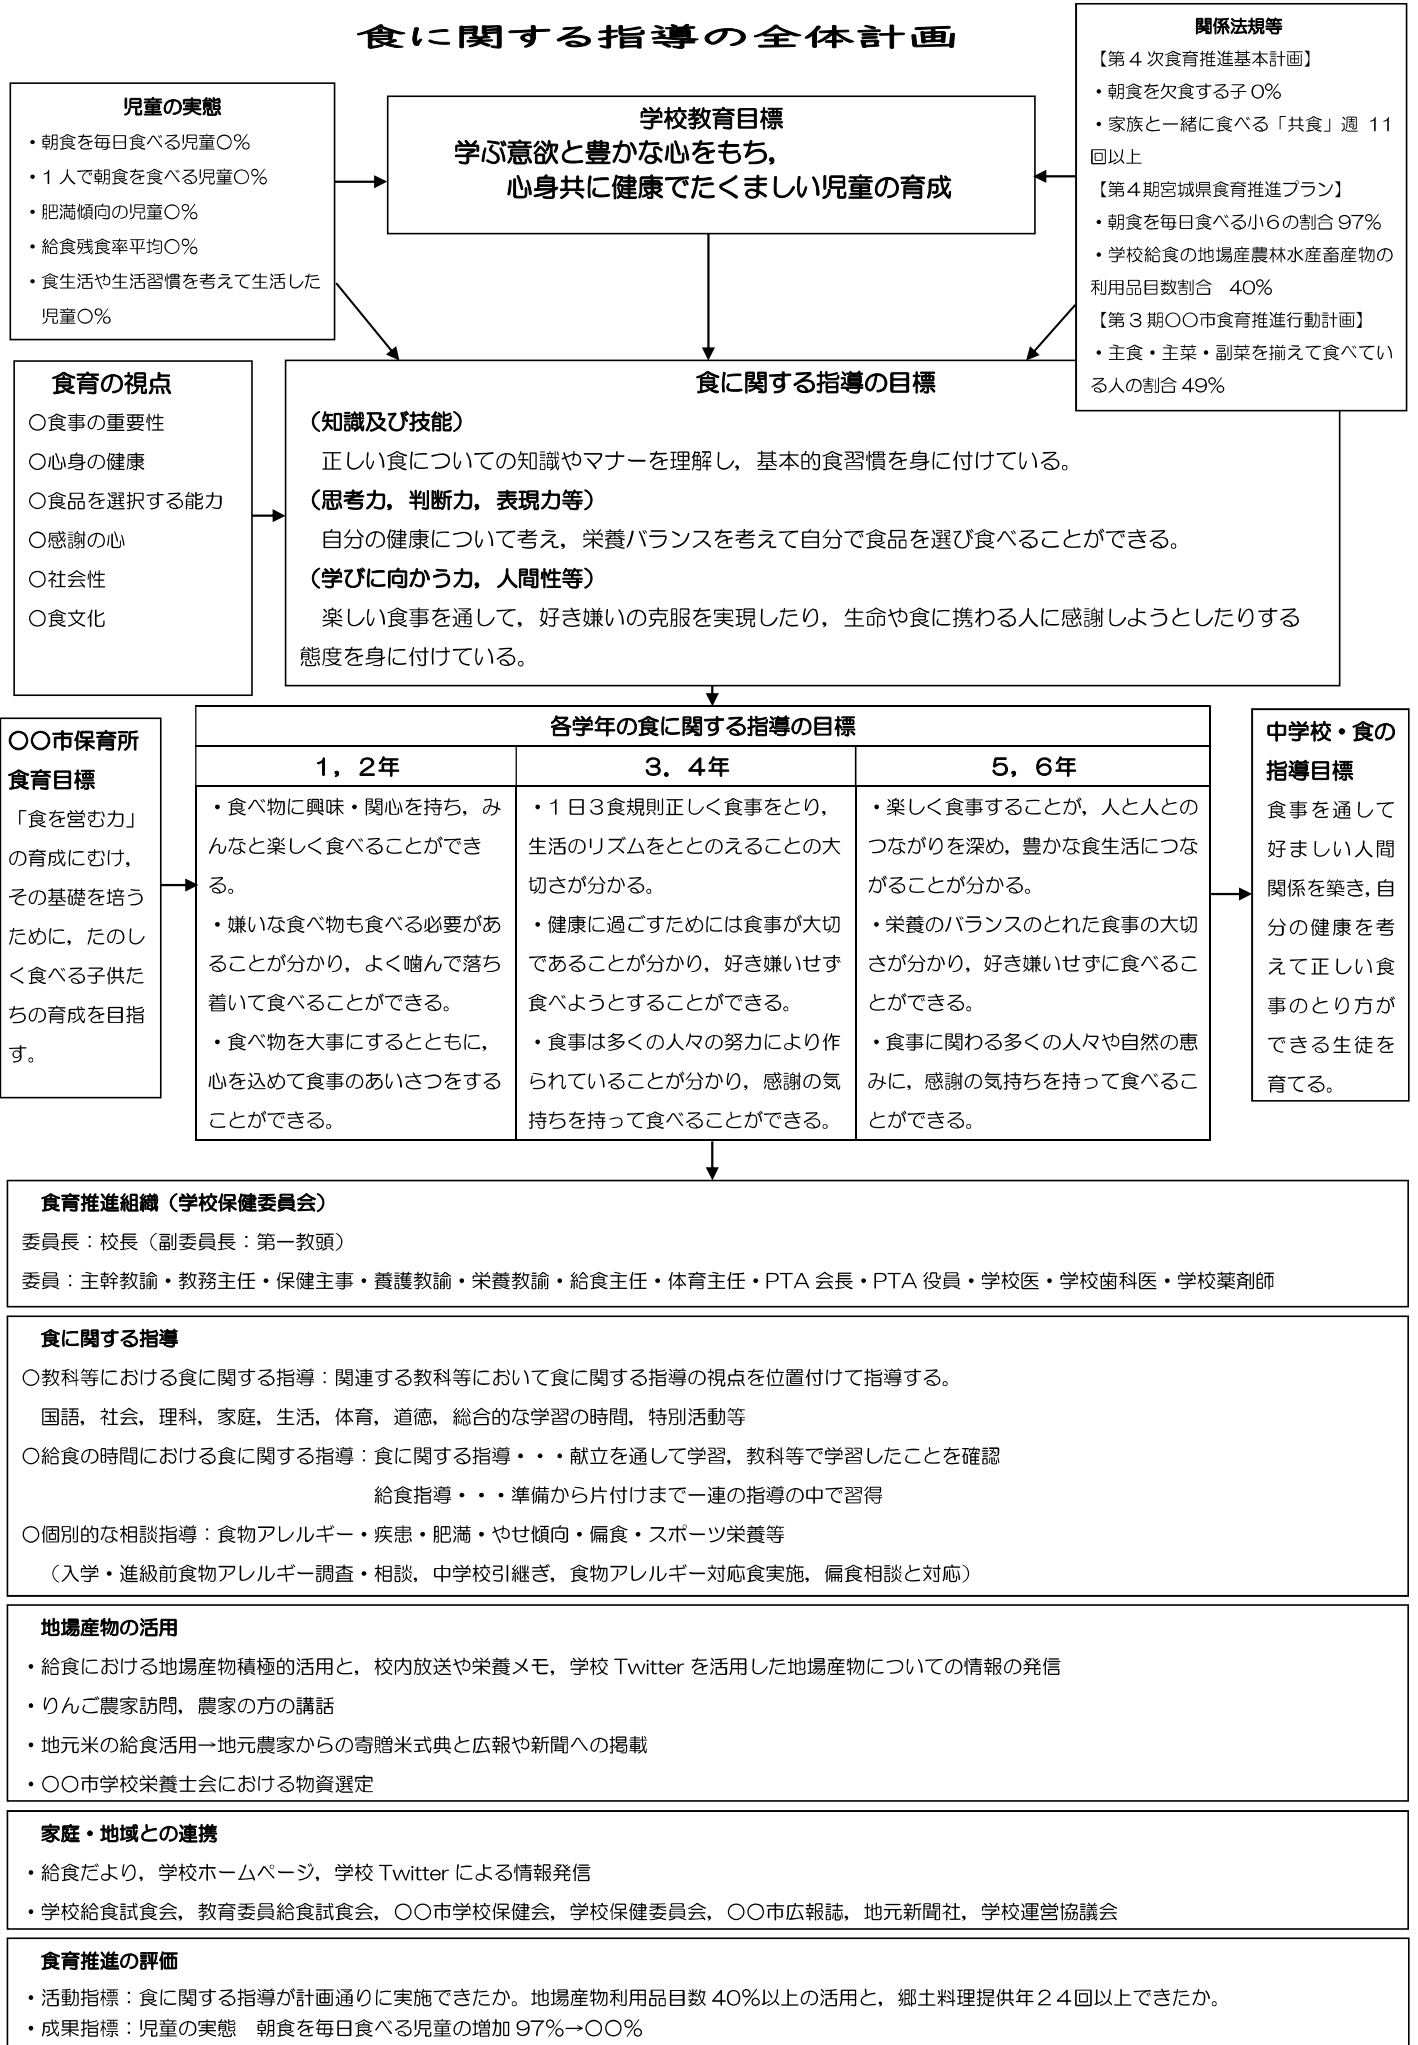 食に関する指導の全体計画
関係法規等
【第４次食育推進基本計画】
・朝食を欠食する子0%
・家族と一緒に食べる「共食」週 11
回以上
【第４期宮城県食育推進プラン】
・朝食を毎日食べる小６の割合97%
・学校給食の地場産農林水産畜産物の
利用品目数割合　40%
【第３期〇〇市食育推進行動計画】
・主食・主菜・副菜を揃えて食べてい
る人の割合49%
児童の実態
・朝食を毎日食べる児童〇%
・１人で朝食を食べる児童〇%
・肥満傾向の児童〇%
・給食残食率平均〇%
・食生活や生活習慣を考えて生活した
児童〇%
学校教育目標
学ぶ意欲と豊かな心をもち，
心身共に健康でたくましい児童の育成
食育の視点
〇食事の重要性
〇心身の健康
〇食品を選択する能力
〇感謝の心
〇社会性
〇食文化
食に関する指導の目標
（知識及び技能）
正しい食についての知識やマナーを理解し，基本的食習慣を身に付けている。
（思考力，判断力，表現力等）
自分の健康について考え，栄養バランスを考えて自分で食品を選び食べることができる。
（学びに向かう力，人間性等）
楽しい食事を通して，好き嫌いの克服を実現したり，生命や食に携わる人に感謝しようとしたりする
態度を身に付けている。
〇〇市保育所
食育目標
「食を営む力」
の育成にむけ，
その基礎を培う
ために，たのし
く食べる子供た
ちの育成を目指
す。
各学年の食に関する指導の目標
１，２年
・食べ物に興味・関心を持ち，み
んなと楽しく食べることができ
る。
・嫌いな食べ物も食べる必要があ
ることが分かり，よく噛んで落ち
着いて食べることができる。
・食べ物を大事にするとともに，
心を込めて食事のあいさつをする
ことができる。
３．４年
・１日３食規則正しく食事をとり，
生活のリズムをととのえることの大
切さが分かる。
・健康に過ごすためには食事が大切
であることが分かり，好き嫌いせず
食べようとすることができる。
・食事は多くの人々の努力により作
られていることが分かり，感謝の気
持ちを持って食べることができる。
５，６年
・楽しく食事することが，人と人との
つながりを深め，豊かな食生活につな
がることが分かる。
・栄養のバランスのとれた食事の大切
さが分かり，好き嫌いせずに食べるこ
とができる。
・食事に関わる多くの人々や自然の恵
みに，感謝の気持ちを持って食べるこ
とができる。
中学校・食の
指導目標
食事を通して
好ましい人間
関係を築き，自
分の健康を考
えて正しい食
事のとり方が
できる生徒を
育てる。
食育推進組織（学校保健委員会）
委員長：校長（副委員長：第一教頭）
委員：主幹教諭・教務主任・保健主事・養護教諭・栄養教諭・給食主任・体育主任・PTA会長・PTA役員・学校医・学校歯科医・学校薬剤師
食に関する指導
〇教科等における食に関する指導：関連する教科等において食に関する指導の視点を位置付けて指導する。
国語，社会，理科，家庭，生活，体育，道徳，総合的な学習の時間，特別活動等
〇給食の時間における食に関する指導：食に関する指導・・・献立を通して学習，教科等で学習したことを確認
給食指導・・・準備から片付けまで一連の指導の中で習得
〇個別的な相談指導：食物アレルギー・疾患・肥満・やせ傾向・偏食・スポーツ栄養等
（入学・進級前食物アレルギー調査・相談，中学校引継ぎ，食物アレルギー対応食実施，偏食相談と対応）
地場産物の活用
・給食における地場産物積極的活用と，校内放送や栄養メモ，学校Twitterを活用した地場産物についての情報の発信
・りんご農家訪問，農家の方の講話
・地元米の給食活用→地元農家からの寄贈米式典と広報や新聞への掲載
・〇〇市学校栄養士会における物資選定
家庭・地域との連携
・給食だより，学校ホームページ，学校Twitterによる情報発信
・学校給食試食会，教育委員給食試食会，〇〇市学校保健会，学校保健委員会，〇〇市広報誌，地元新聞社，学校運営協議会
食育推進の評価
・活動指標：食に関する指導が計画通りに実施できたか。地場産物利用品目数40%以上の活用と，郷土料理提供年２４回以上できたか。
・成果指標：児童の実態　朝食を毎日食べる児童の増加97%→〇〇%